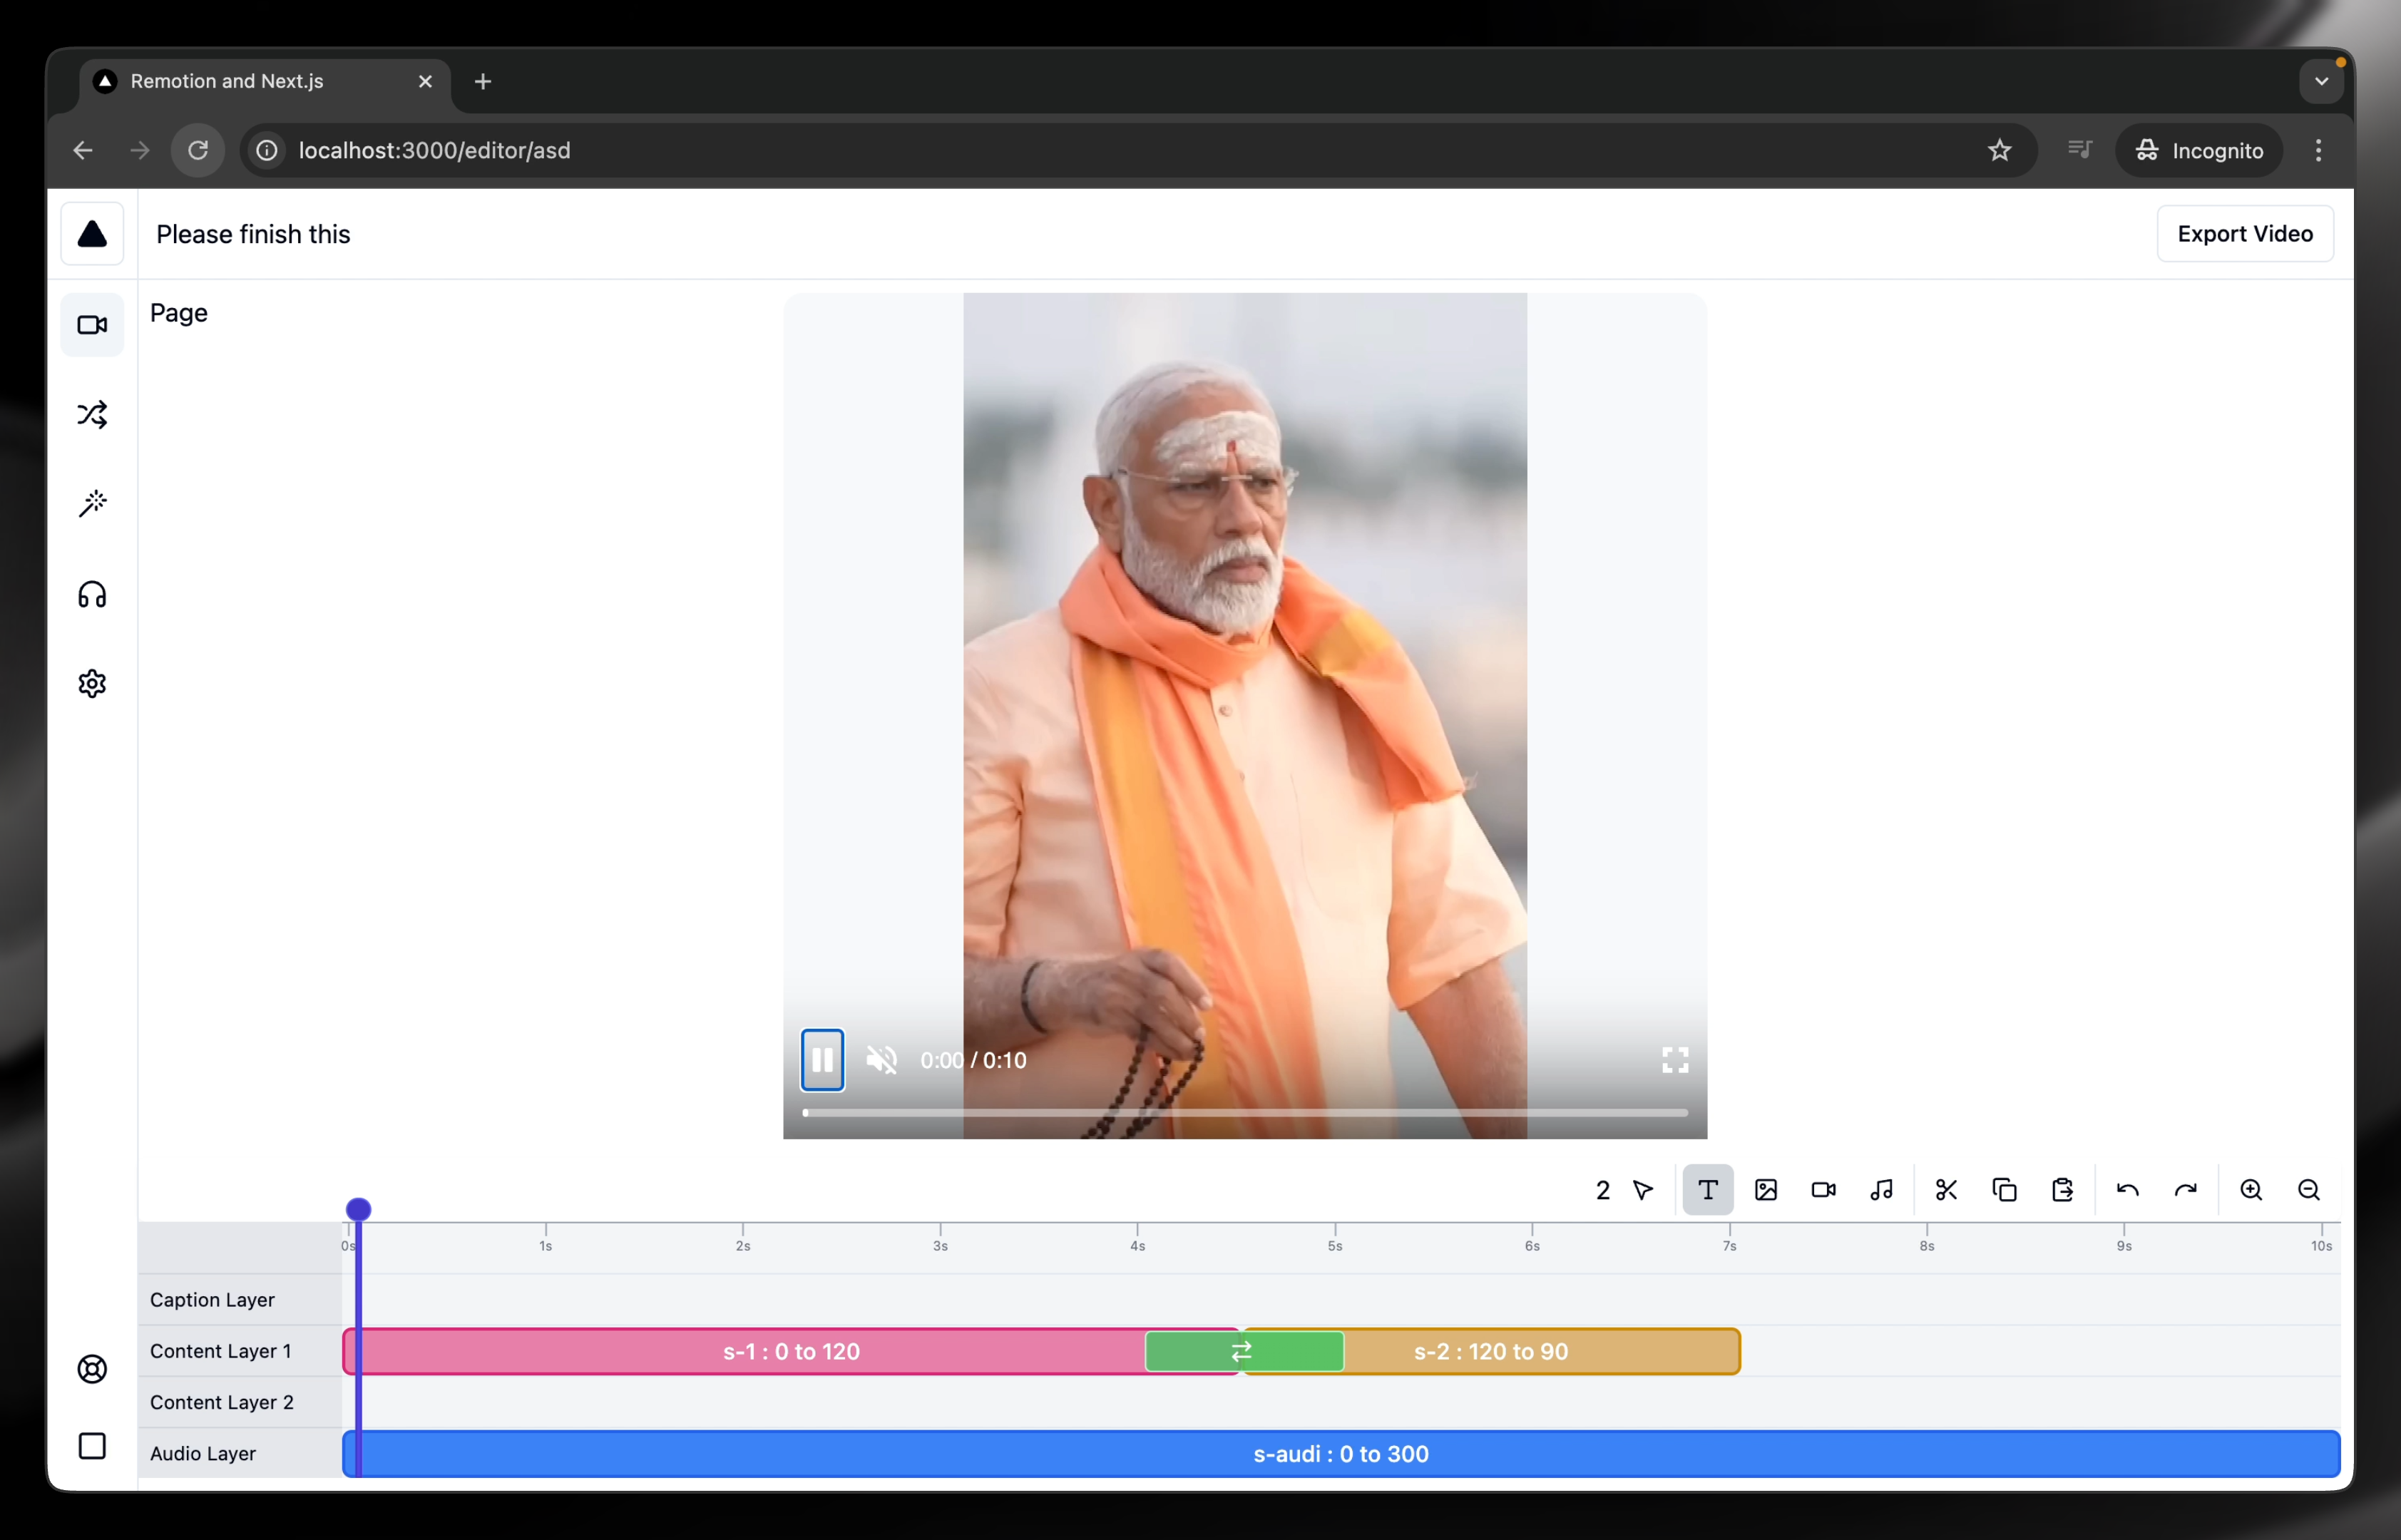 Remotion and Next.js
localhost:3000/editor/asd
Incognito
Please finish this
Export Video
Page
0:00 / 0:10
2
0s
1s
2s
3s
4s
5s
6s
7s
8s
9s
10s
Caption Layer
Content Layer 1
s-1 : 0 to 120
s-2 : 120 to 90
Content Layer 2
Audio Layer
s-audi : 0 to 300